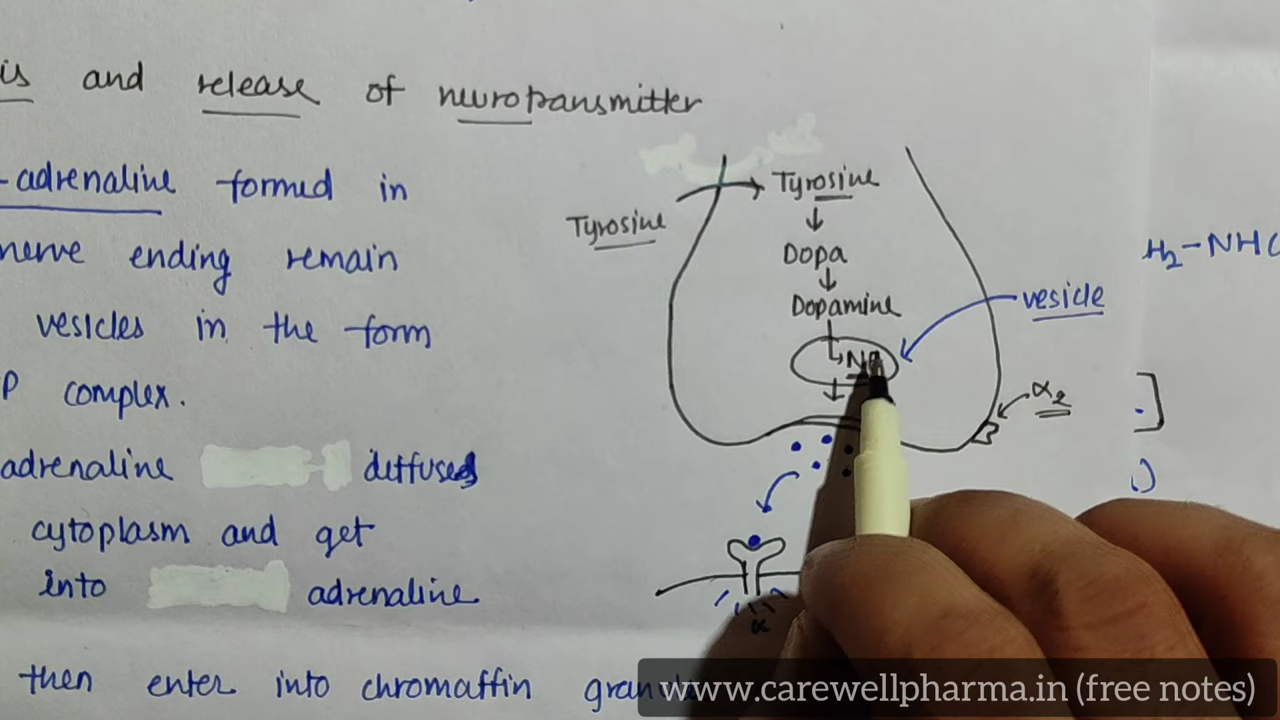 is and release of neurotransmitter
-adrenaline formed in
nerve ending remain
vesicles in the form
P complex.
adrenaline diffuses
cytoplasm and get
into adrenaline
then enter into chromaffin
Tyrosine
Tyrosine
Dopa
Dopamine
vesicle
α2
α
H2-NHC
www.carewellpharma.in (free notes)